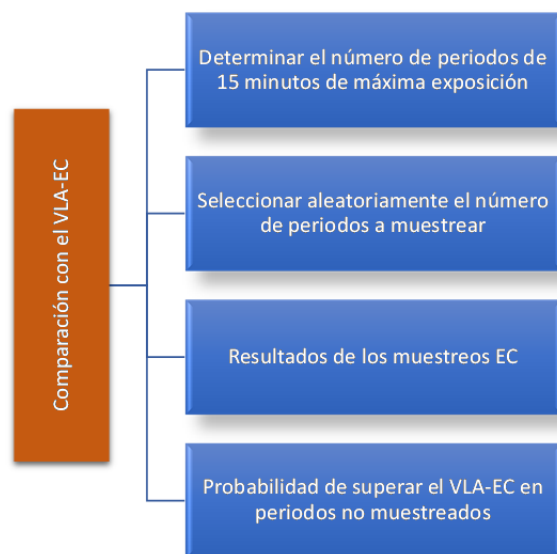 Comparación con el VLA-EC
Determinar el número de periodos de
15 minutos de máxima exposición
Seleccionar aleatoriamente el número
de periodos a muestrear
Resultados de los muestreos EC
Probabilidad de superar el VLA-EC en
periodos no muestreados